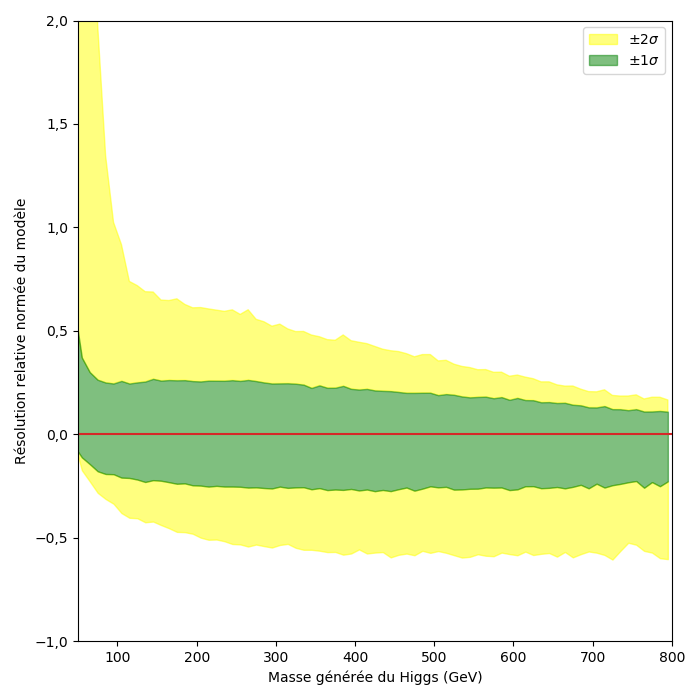 ±2σ
±1σ
Résolution relative normée du modèle
2,0
1,5
1,0
0,5
0,0
−0,5
−1,0
100 200 300 400 500 600 700 800
Masse générée du Higgs (GeV)